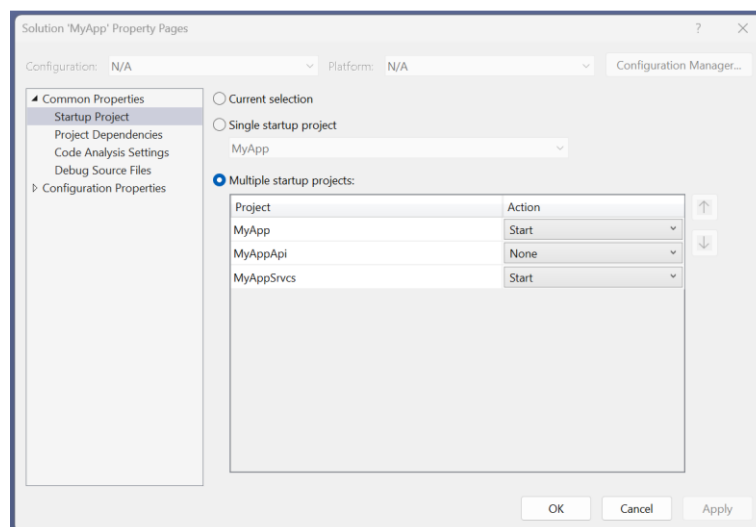 Solution 'MyApp' Property Pages
?
Configuration: N/A Platform: N/A Configuration Manager...
Common Properties
Startup Project
Project Dependencies
Code Analysis Settings
Debug Source Files
Configuration Properties
Current selection
Single startup project
MyApp
Multiple startup projects:
Project Action
MyApp Start
MyAppApi None
MyAppSrvcs Start
OK Cancel Apply